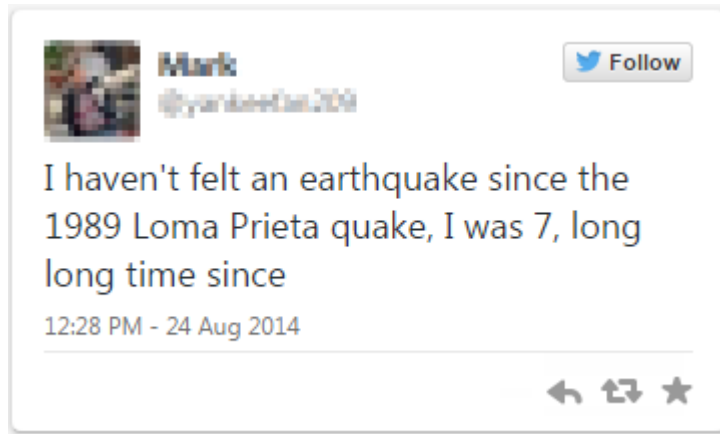 Mark
Follow
I haven't felt an earthquake since the
1989 Loma Prieta quake, I was 7, long
long time since
12:28 PM - 24 Aug 2014